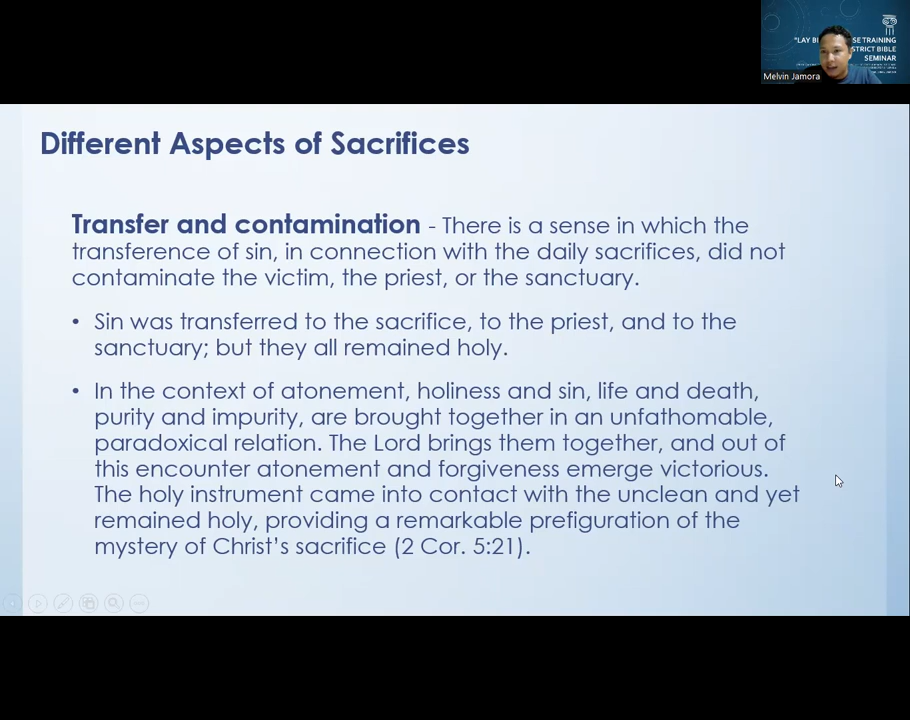 "LAY BI SE TRAINING
STRICT BIBLE
SEMINAR
Melvin Jamora
Different Aspects of Sacrifices
Transfer and contamination - There is a sense in which the
transference of sin, in connection with the daily sacrifices, did not
contaminate the victim, the priest, or the sanctuary.
• Sin was transferred to the sacrifice, to the priest, and to the
sanctuary; but they all remained holy.
• In the context of atonement, holiness and sin, life and death,
purity and impurity, are brought together in an unfathomable,
paradoxical relation. The Lord brings them together, and out of
this encounter atonement and forgiveness emerge victorious.
The holy instrument came into contact with the unclean and yet
remained holy, providing a remarkable prefiguration of the
mystery of Christ's sacrifice (2 Cor. 5:21).